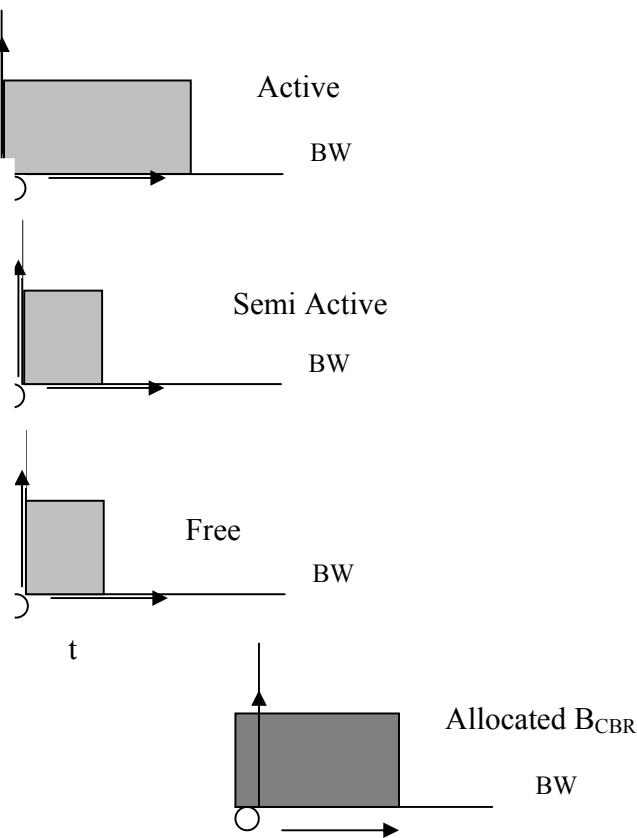 Active
BW
Semi Active
BW
Free
BW
t
Allocated B_CBR
BW